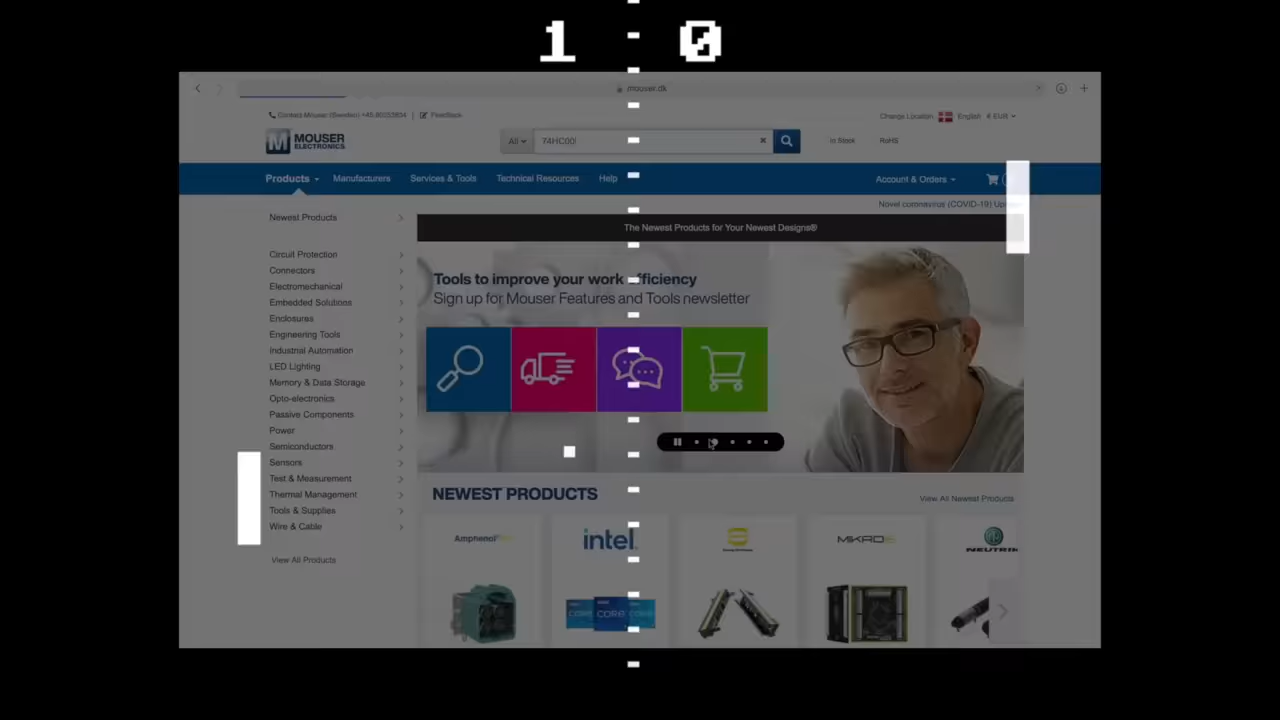 1 0
mouser.dk
Contact Mouser (Sweden) +45 80253834 | Feedback
Change Location English € EUR
MOUSER
ELECTRONICS
All 74HC00 In Stock RoHS
Products Manufacturers Services & Tools Technical Resources Help Account & Orders
Novel coronavirus (COVID-19)
Newest Products
The Newest Products for Your Newest Designs®
Circuit Protection
Connectors
Electromechanical
Embedded Solutions
Enclosures
Engineering Tools
Industrial Automation
LED Lighting
Memory & Data Storage
Opto-electronics
Passive Components
Power
Semiconductors
Sensors
Test & Measurement
Thermal Management
Tools & Supplies
Wire & Cable
View All Products
Tools to improve your work efficiency
Sign up for Mouser Features and Tools newsletter
NEWEST PRODUCTS View All Newest Products
Amphenol intel MIKROE NEUTRIK
CORE